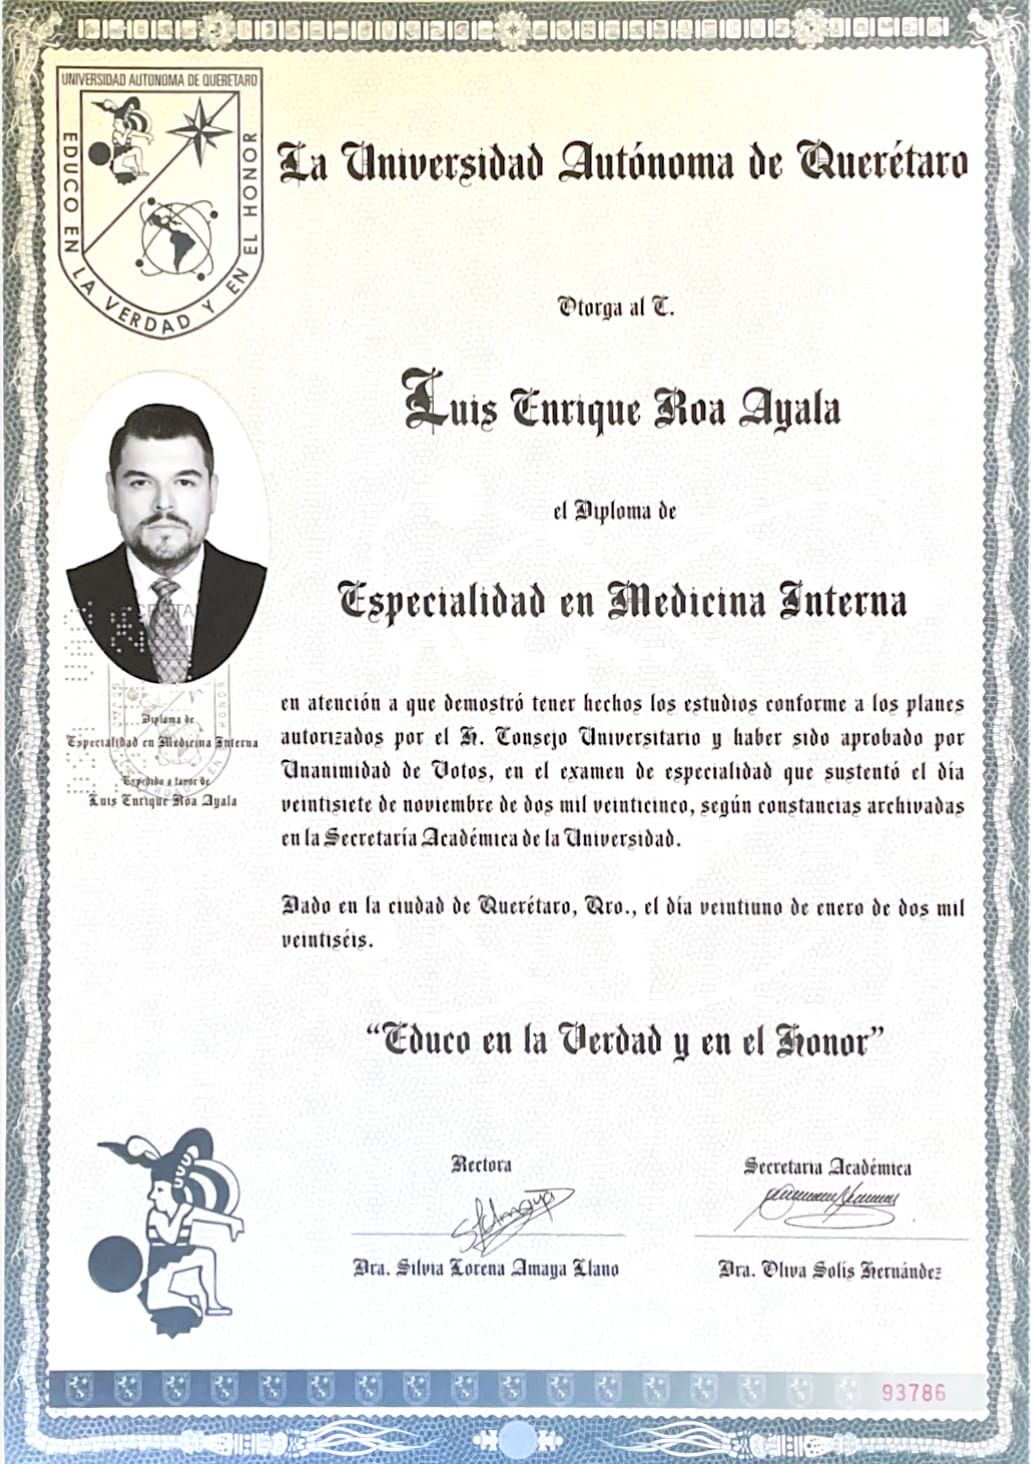 UNIVERSIDAD AUTONOMA DE QUERETARO
EDUCO EN LA VERDAD Y EN EL HONOR
La Universidad Autónoma de Querétaro
Otorga al C.
Luis Enrique Roa Ayala
el Diploma de
Especialidad en Medicina Interna
en atención a que demostró tener hechos los estudios conforme a los planes
autorizados por el H. Consejo Universitario y haber sido aprobado por
Unanimidad de Votos, en el examen de especialidad que sustentó el día
veintisiete de noviembre de dos mil veinticinco, según constancias archivadas
en la Secretaría Académica de la Universidad.
Dado en la ciudad de Querétaro, Qro., el día veintiuno de enero de dos mil
veintiséis.
Diploma de
Especialidad en Medicina Interna
Expedido a favor de
Luis Enrique Roa Ayala
“Educo en la Verdad y en el Honor”
Rectora
Dra. Silvia Lorena Amaya Llano
Secretaria Académica
Dra. Oliva Solís Hernández
93786